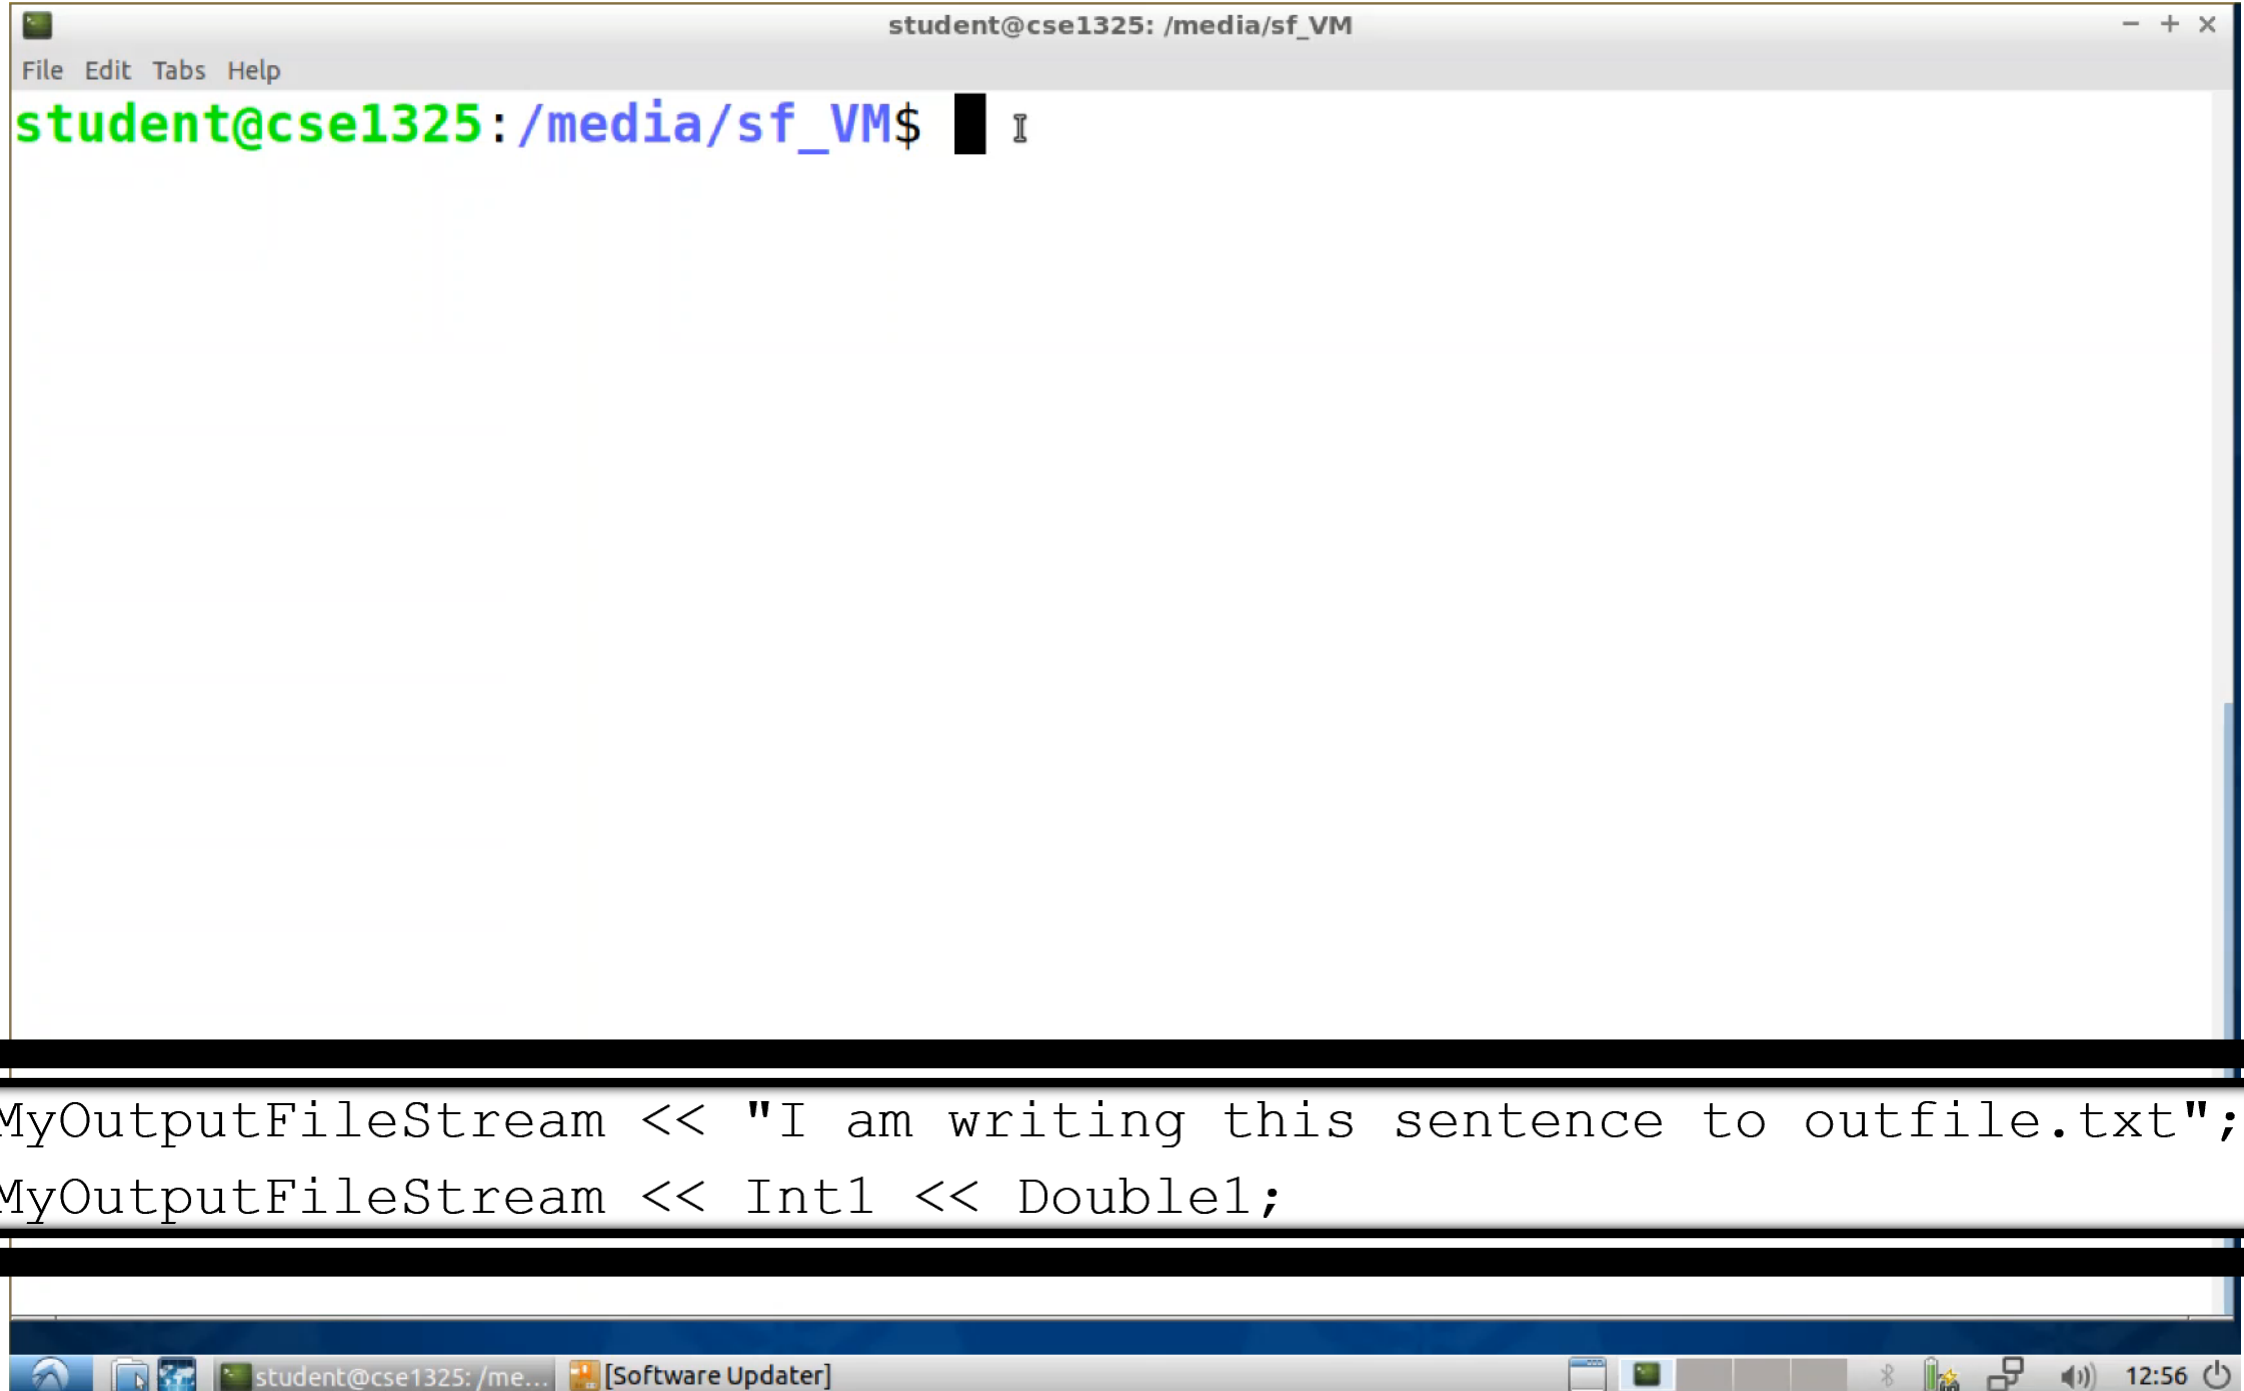 student@cse1325: /media/sf_VM
File Edit Tabs Help
student@cse1325:/media/sf_VM$
MyOutputFileStream << "I am writing this sentence to outfile.txt";
MyOutputFileStream << Int1 << Double1;
student@cse1325: /me... [Software Updater] 12:56